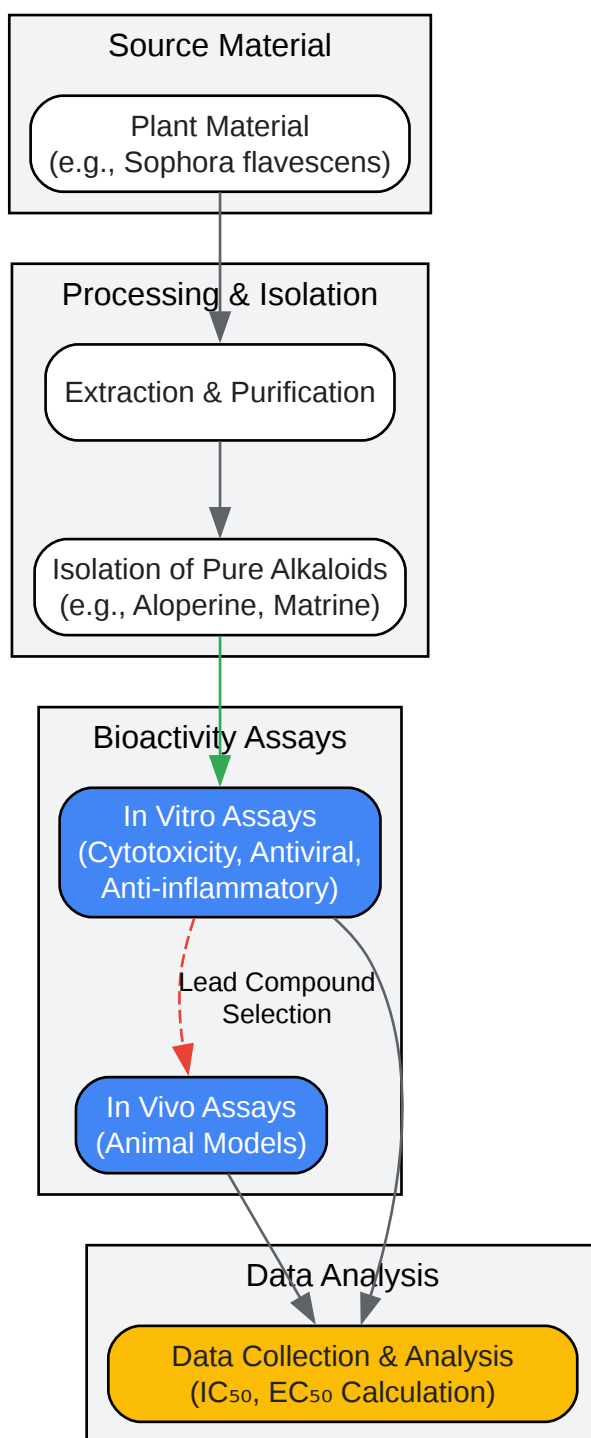 Source Material
Plant Material
(e.g., Sophora flavescens)
Processing & Isolation
Extraction & Purification
Isolation of Pure Alkaloids
(e.g., Aloperine, Matrine)
Bioactivity Assays
In Vitro Assays
(Cytotoxicity, Antiviral,
Anti-inflammatory)
Lead Compound
Selection
In Vivo Assays
(Animal Models)
Data Analysis
Data Collection & Analysis
(IC₅₀, EC₅₀ Calculation)